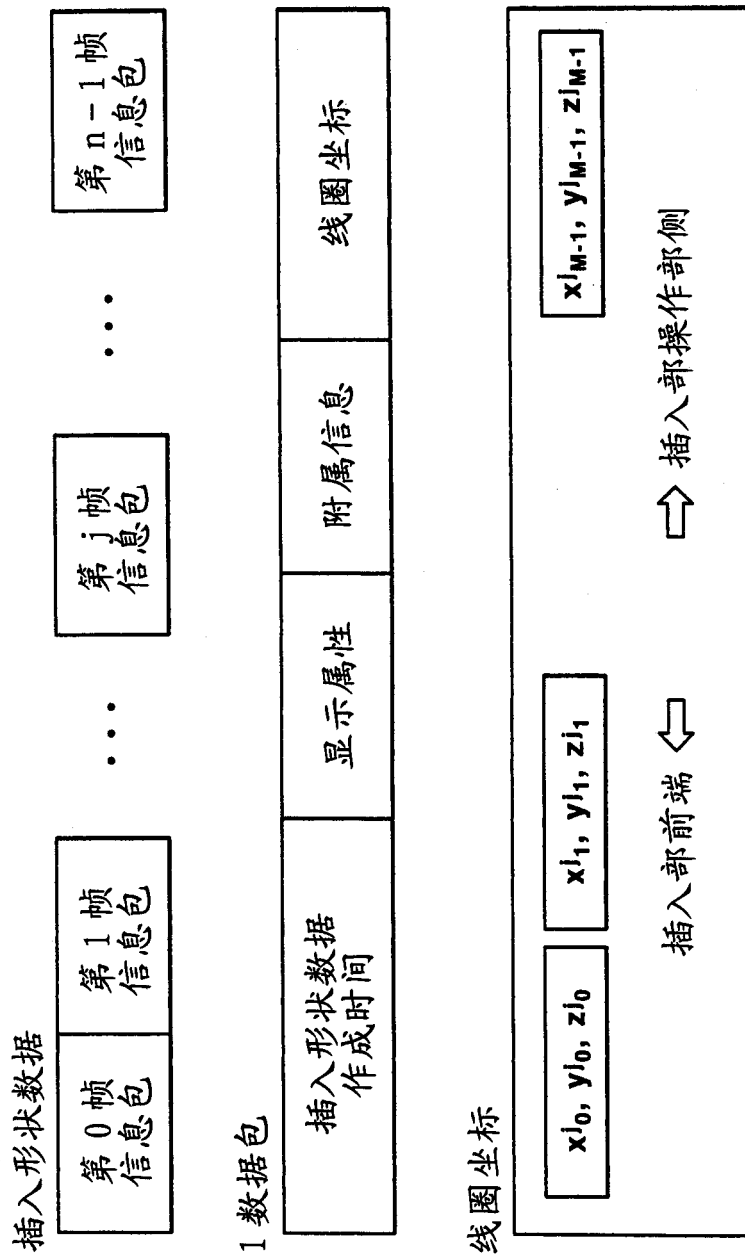 插入形状数据
第 0 帧
信息包
第 1 帧
信息包
• • •
第 j 帧
信息包
• • •
第 n－1 帧
信息包
1 数据包
插入形状数据
作成时间
显示属性
附属信息
线圈坐标
线圈坐标
xʲ₀, yʲ₀, zʲ₀
xʲ₁, yʲ₁, zʲ₁
xʲM-1, yʲM-1, zʲM-1
插入部前端
插入部操作部侧